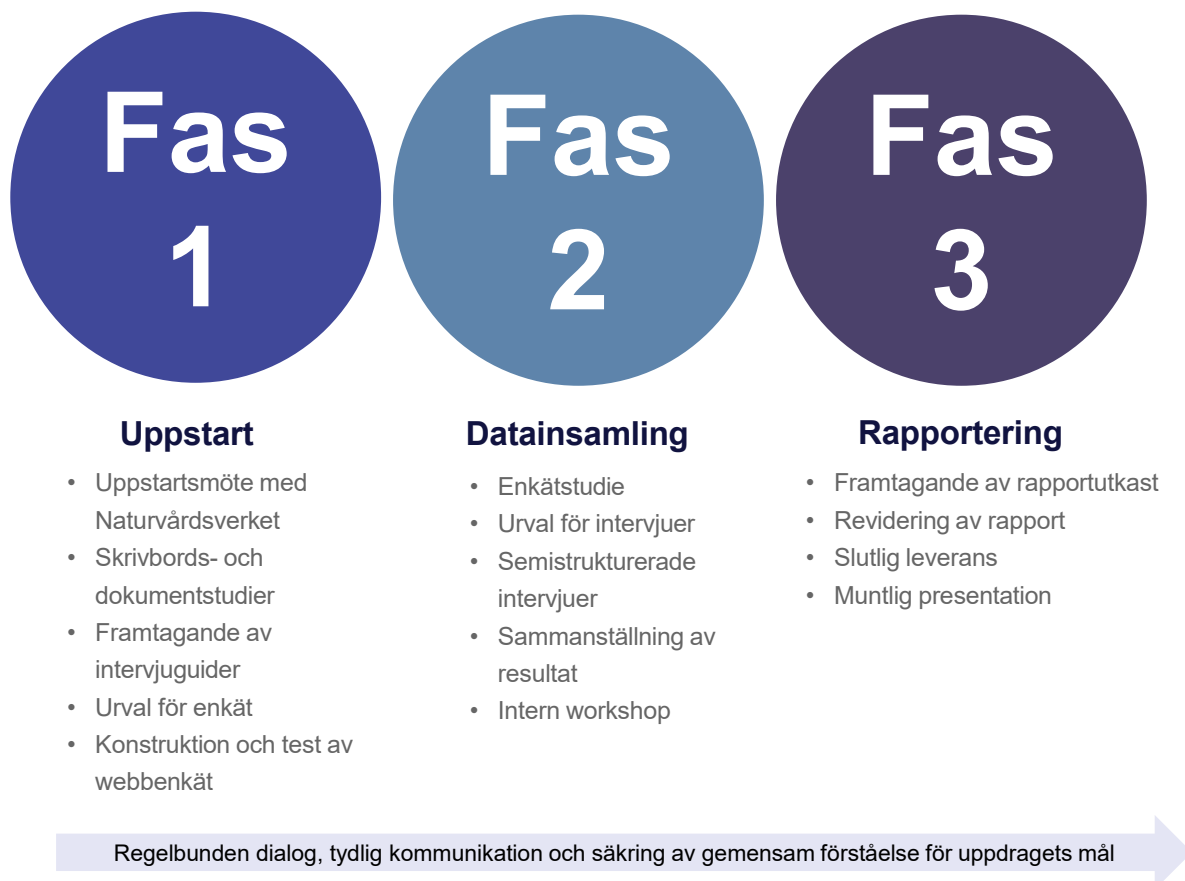 Fas
1
Fas
2
Fas
3
Uppstart
• Uppstartsmöte med
Naturvårdsverket
• Skrivbords- och
dokumentstudier
• Framtagande av
intervjuguider
• Urval för enkät
• Konstruktion och test av
webbenkät
Datainsamling
• Enkätstudie
• Urval för intervjuer
• Semistrukturerade
intervjuer
• Sammanställning av
resultat
• Intern workshop
Rapportering
• Framtagande av rapportutkast
• Revidering av rapport
• Slutlig leverans
• Muntlig presentation
Regelbunden dialog, tydlig kommunikation och säkring av gemensam förståelse för uppdragets mål